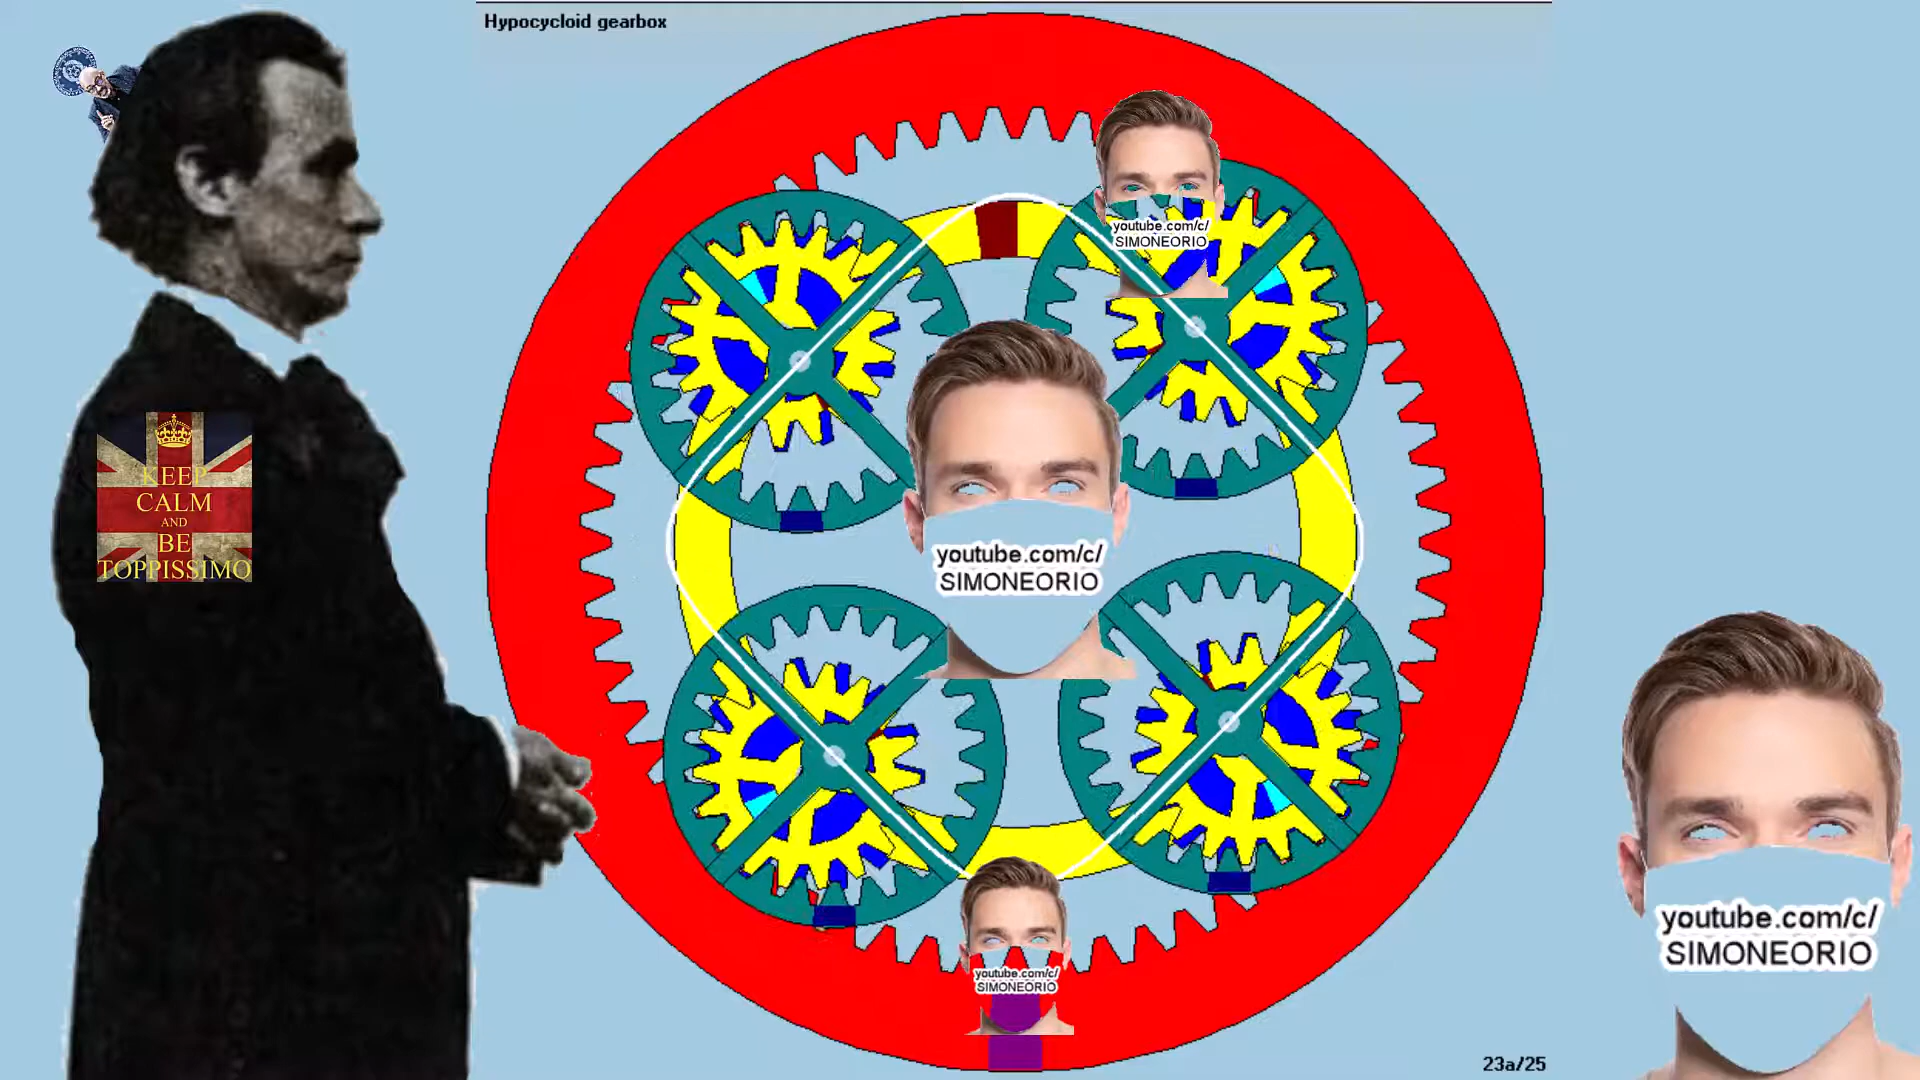 Hypocycloid gearbox
youtube.com/c/
SIMONEORIO
KEEP
CALM
AND
BE
TOPPISSIMO
youtube.com/c/
SIMONEORIO
youtube.com/c/
SIMONEORIO
youtube.com/c/
SIMONEORIO
23a/25